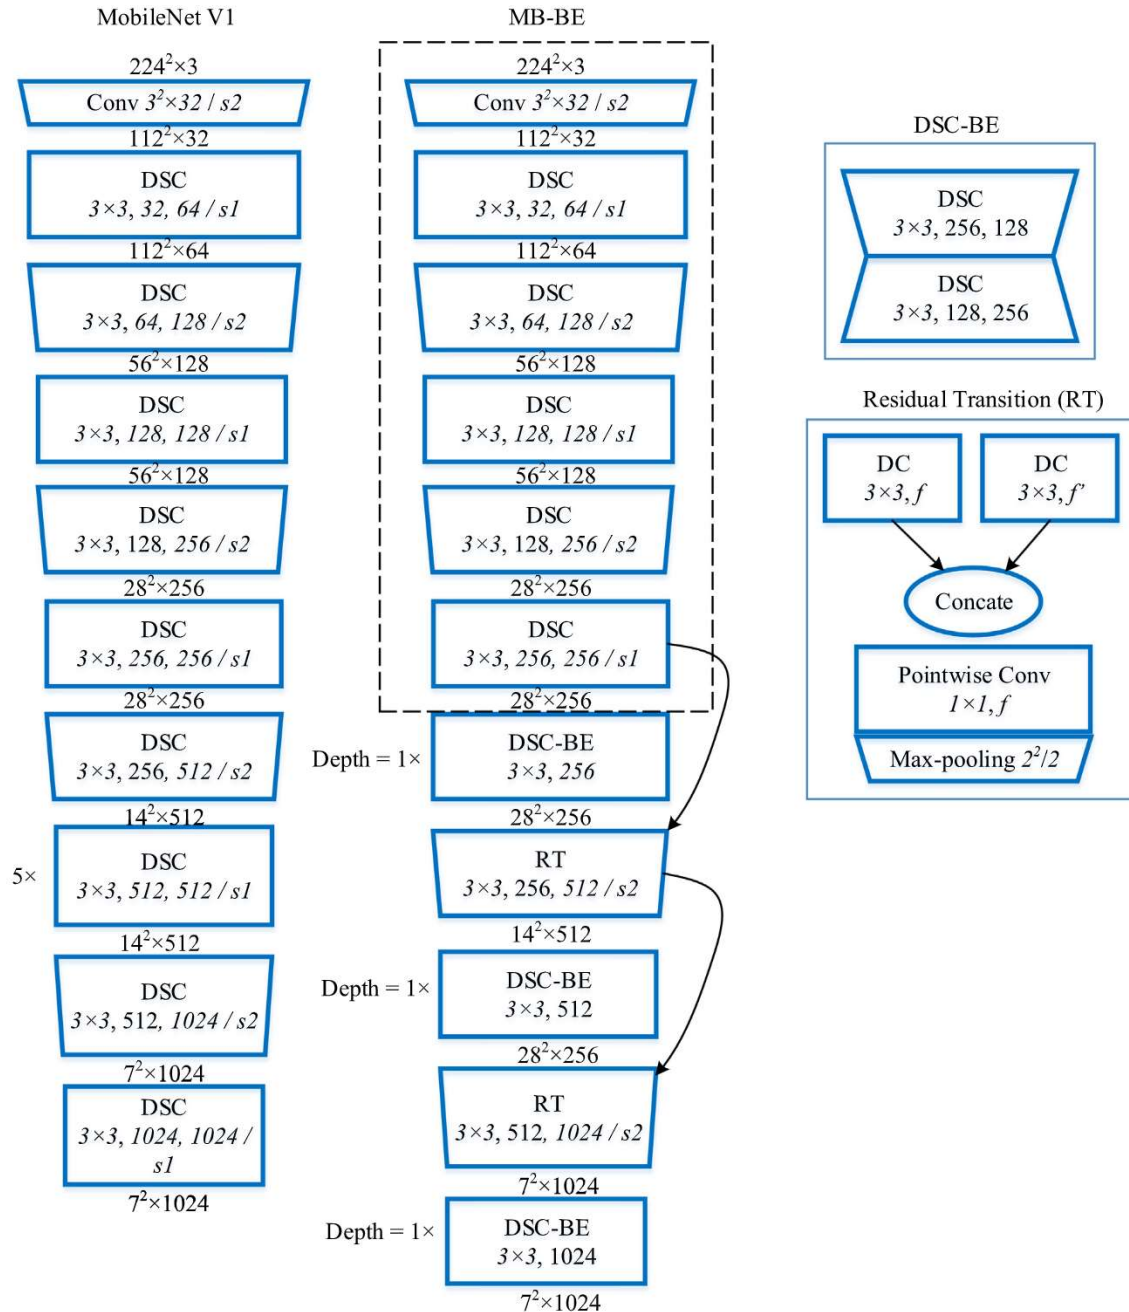 MobileNet V1
224²×3
Conv 3²×32 / s2
112²×32
DSC
3×3, 32, 64 / s1
112²×64
DSC
3×3, 64, 128 / s2
56²×128
DSC
3×3, 128, 128 / s1
56²×128
DSC
3×3, 128, 256 / s2
28²×256
DSC
3×3, 256, 256 / s1
28²×256
DSC
3×3, 256, 512 / s2
14²×512
5×
DSC
3×3, 512, 512 / s1
14²×512
DSC
3×3, 512, 1024 / s2
7²×1024
DSC
3×3, 1024, 1024 /
s1
7²×1024
MB-BE
224²×3
Conv 3²×32 / s2
112²×32
DSC
3×3, 32, 64 / s1
112²×64
DSC
3×3, 64, 128 / s2
56²×128
DSC
3×3, 128, 128 / s1
56²×128
DSC
3×3, 128, 256 / s2
28²×256
DSC
3×3, 256, 256 / s1
28²×256
Depth = 1×
DSC-BE
3×3, 256
28²×256
RT
3×3, 256, 512 / s2
14²×512
Depth = 1×
DSC-BE
3×3, 512
28²×256
RT
3×3, 512, 1024 / s2
7²×1024
Depth = 1×
DSC-BE
3×3, 1024
7²×1024
DSC-BE
DSC
3×3, 256, 128
DSC
3×3, 128, 256
Residual Transition (RT)
DC
3×3, f
DC
3×3, f’
Concate
Pointwise Conv
1×1, f
Max-pooling 2²/2